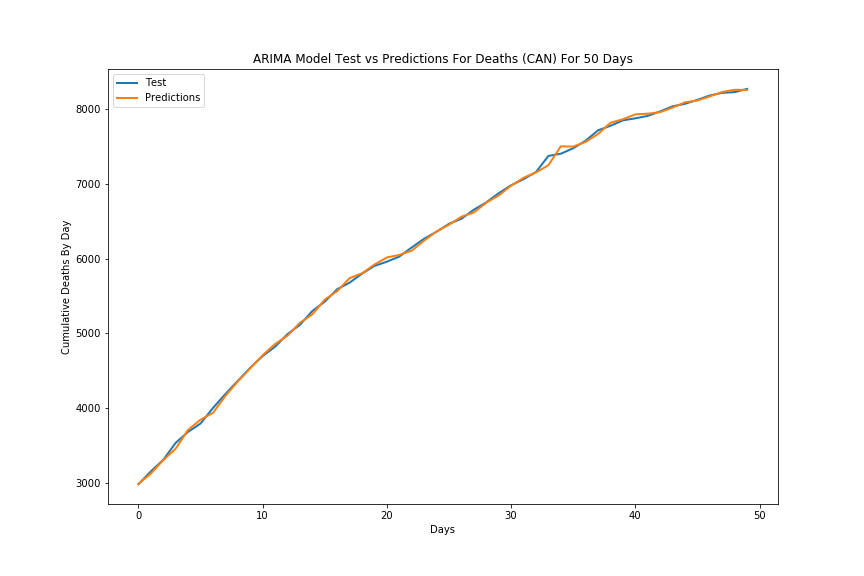 ARIMA Model Test vs Predictions For Deaths (CAN) For 50 Days
Test
Predictions
8000
7000
6000
5000
4000
3000
Cumulative Deaths By Day
0 10 20 30 40 50
Days